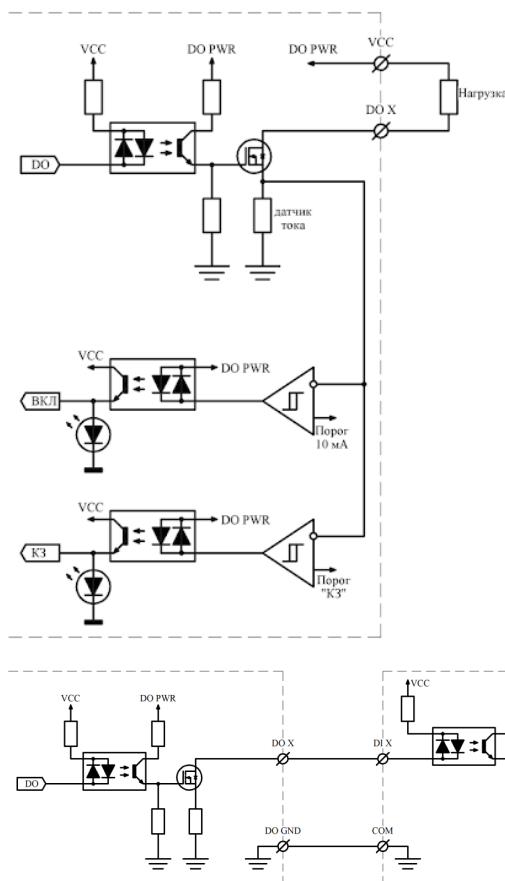 VCC
DO PWR
DO PWR
VCC
Нагрузка
DO X
DO
датчик
тока
VCC
DO PWR
ВКЛ
Порог
10 мА
VCC
DO PWR
КЗ
Порог
"КЗ"
VCC
DO PWR
VCC
DO X
DI X
DO
DO GND
COM